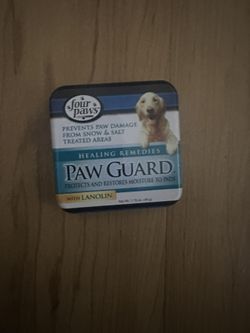 four
paws
PREVENTS PAW DAMAGE
FROM SNOW & SALT
TREATED AREAS
HEALING REMEDIES
PAW GUARD
PROTECTS AND RESTORES MOISTURE TO PADS
WITH LANOLIN